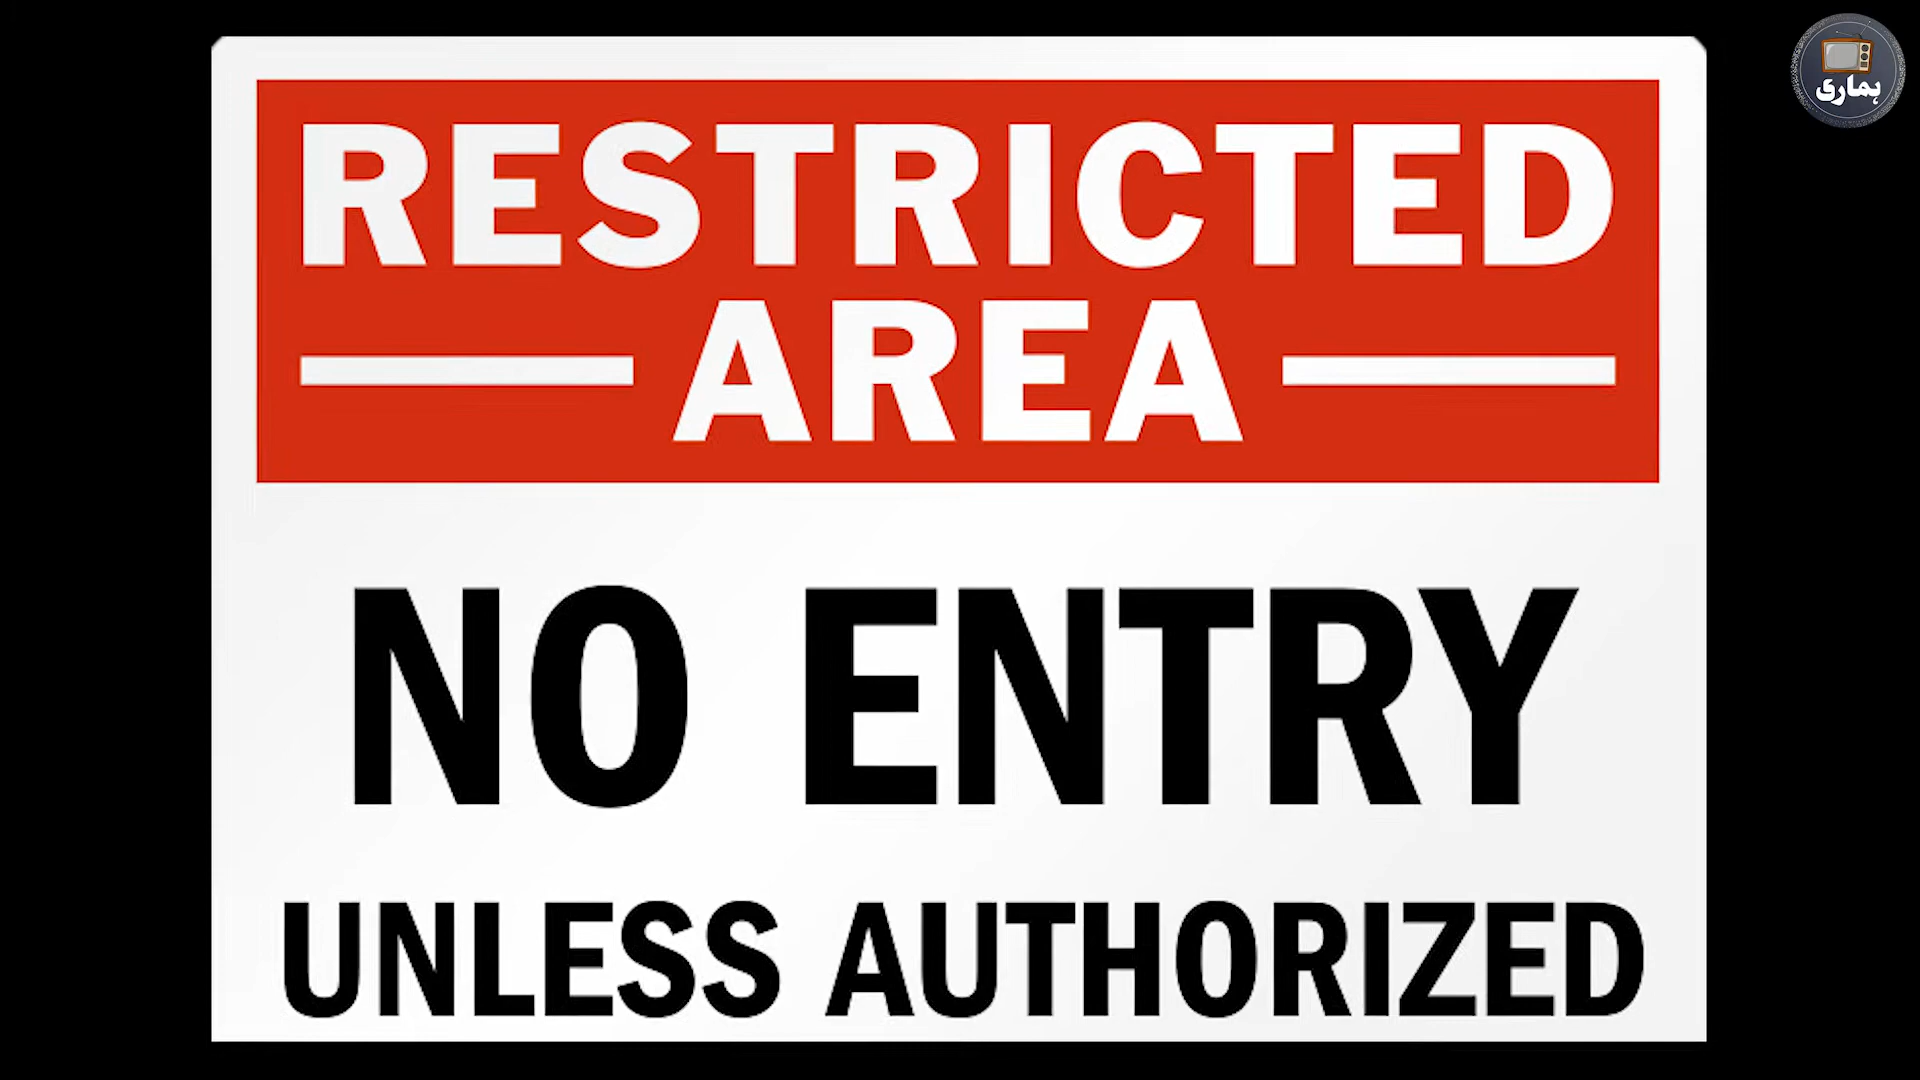 RESTRICTED
AREA
NO ENTRY
UNLESS AUTHORIZED
ہماری